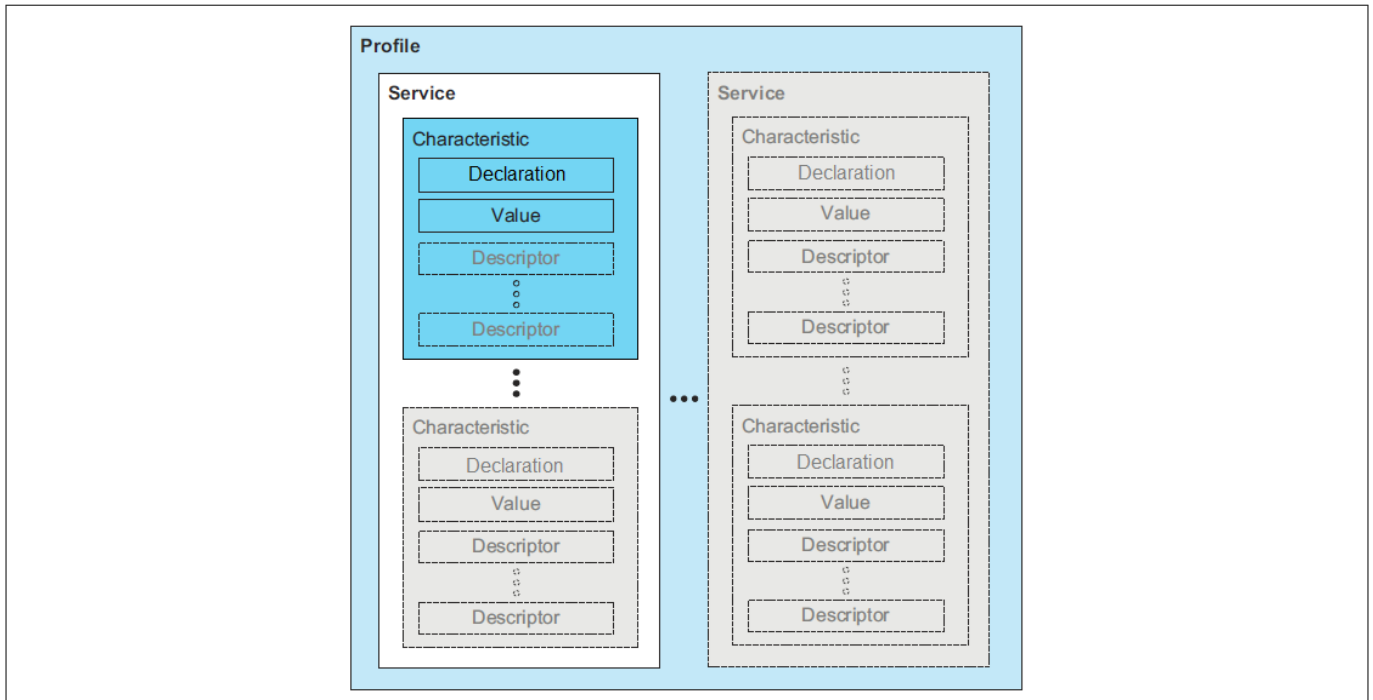 Profile
Service
Characteristic
Declaration
Value
Descriptor
Descriptor
Characteristic
Declaration
Value
Descriptor
Descriptor
Service
Characteristic
Declaration
Value
Descriptor
Descriptor
Characteristic
Declaration
Value
Descriptor
Descriptor